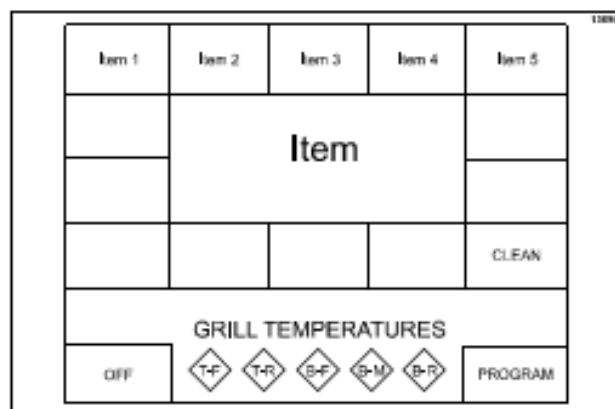 Item 1 Item 2 Item 3 Item 4 Item 5
Item
CLEAN
GRILL TEMPERATURES
OFF T-F T-R B-F B-M B-R PROGRAM